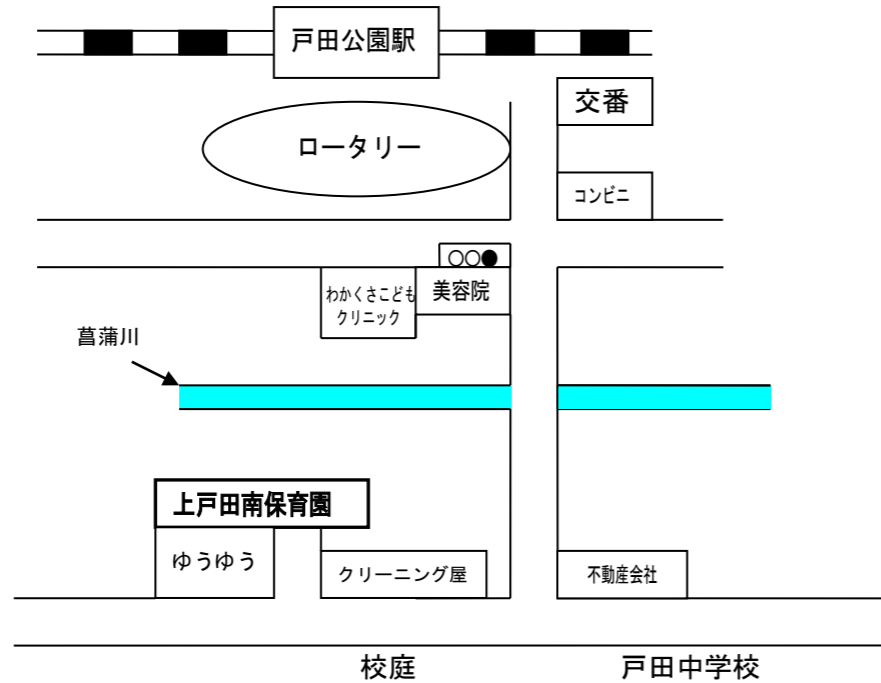 戸田公園駅
交番
ロータリー
コンビニ
わかくさこども
クリニック
美容院
菖蒲川
上戸田南保育園
ゆうゆう
クリーニング屋
不動産会社
校庭
戸田中学校